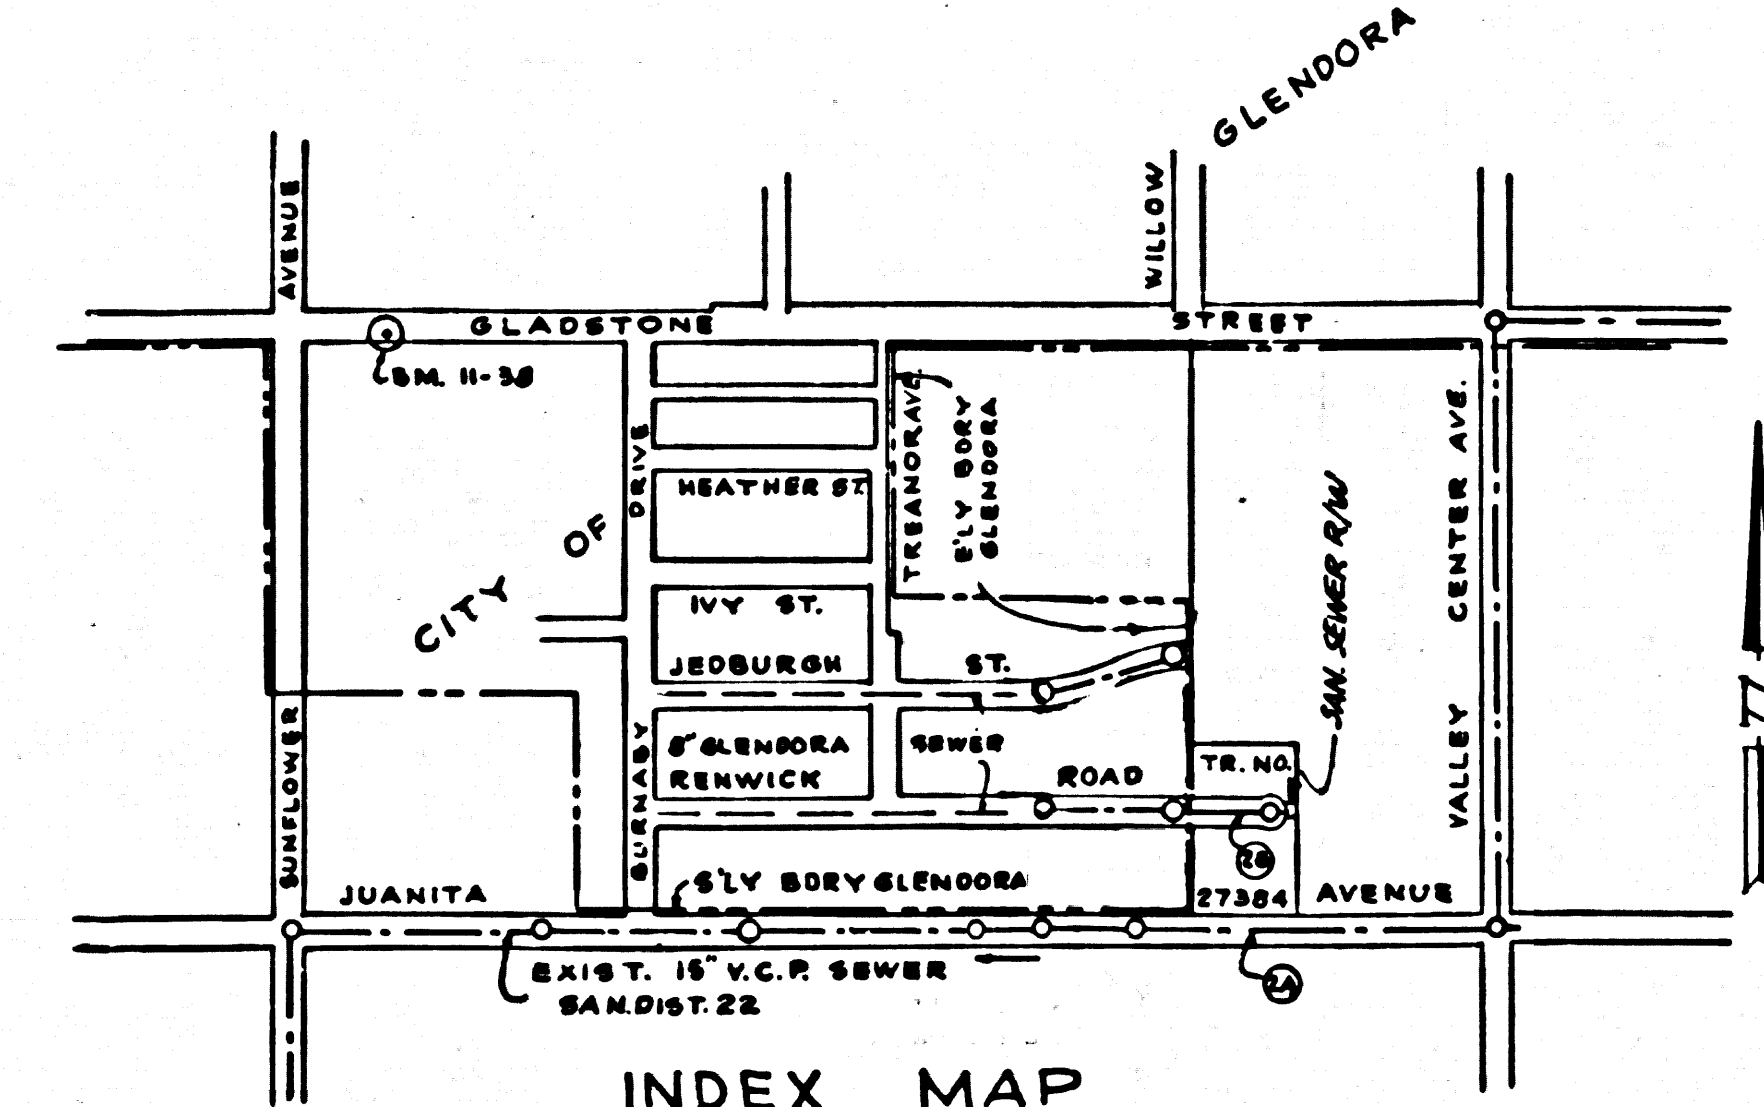 GLENDORA
AVENUE
WILLOW
GLADSTONE
STREET
BM. 11-38
DRIVE
HEATHER ST.
TREANOR AVE.
E'LY BDRY
GLENDORA
CITY OF
IVY ST.
JEDBURGH ST.
SAN. SEWER R/W
VALLEY CENTER AVE.
SUNFLOWER
BURNABY
8" GLENDORA SEWER
RENWICK ROAD
TR. NO.
27384
2B
S'LY BDRY GLENDORA
JUANITA AVENUE
EXIST. 15" V.C.P. SEWER
SAN. DIST. 22
2A
INDEX MAP